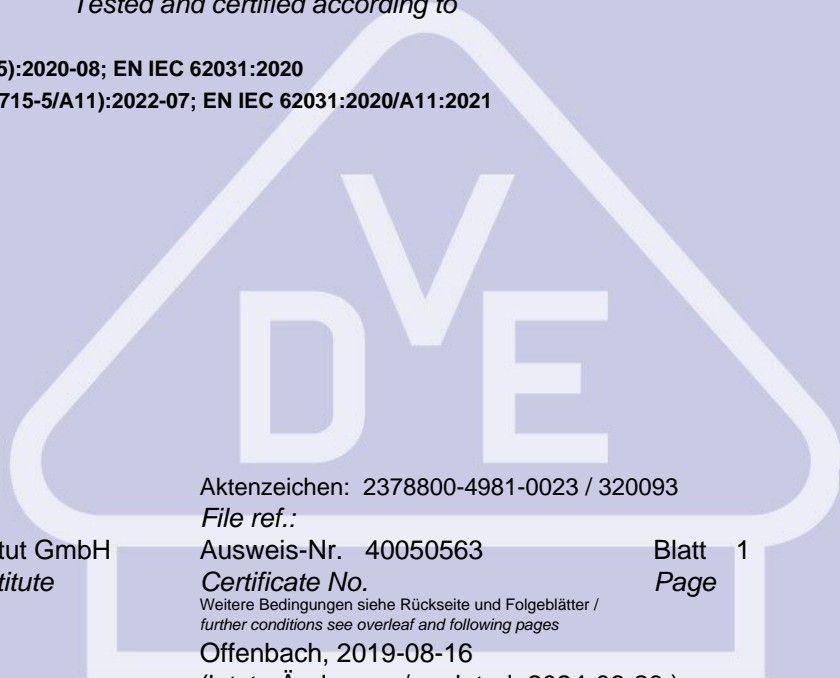 Tested and certified according to
5):2020-08; EN IEC 62031:2020
715-5/A11):2022-07; EN IEC 62031:2020/A11:2021
VDE
Aktenzeichen: 2378800-4981-0023 / 320093
File ref.:
tut GmbH Ausweis-Nr. 40050563 Blatt 1
titute Certificate No. Page
Weitere Bedingungen siehe Rückseite und Folgeblätter /
further conditions see overleaf and following pages
Offenbach, 2019-08-16